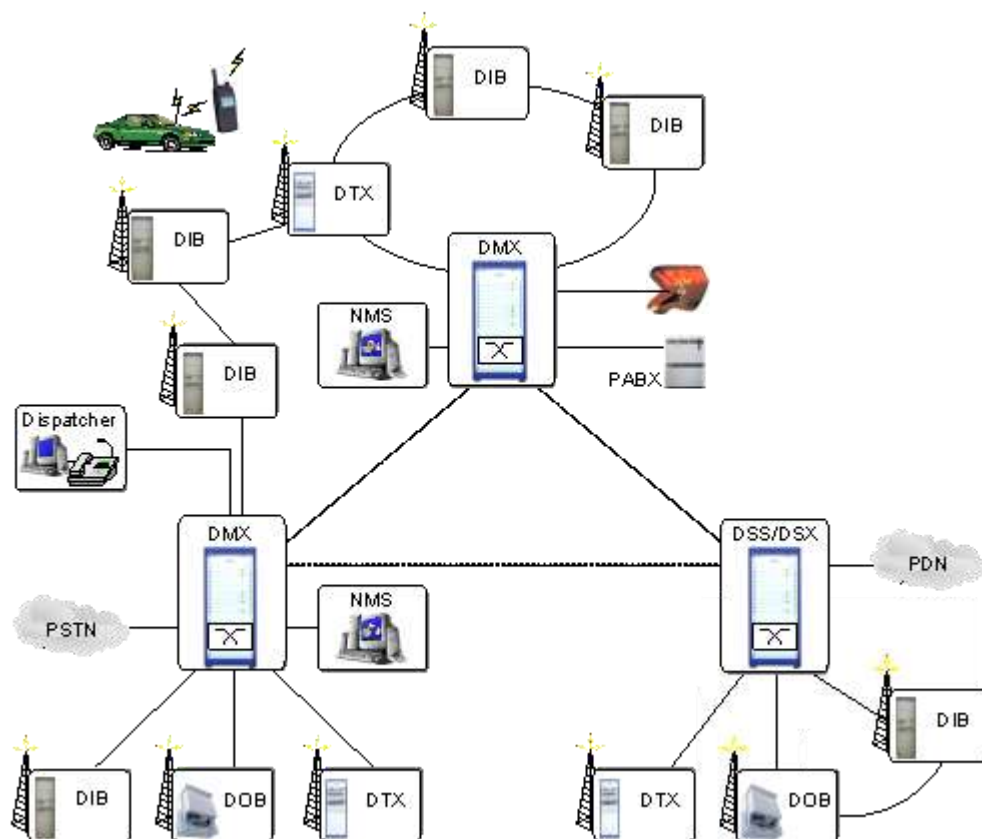 DIB
DIB
DTX
DIB
DMX
NMS
DIB
PABX
Dispatcher
DMX
DSS/DSX
PDN
NMS
PSTN
DIB
DIB
DOB
DTX
DTX
DOB